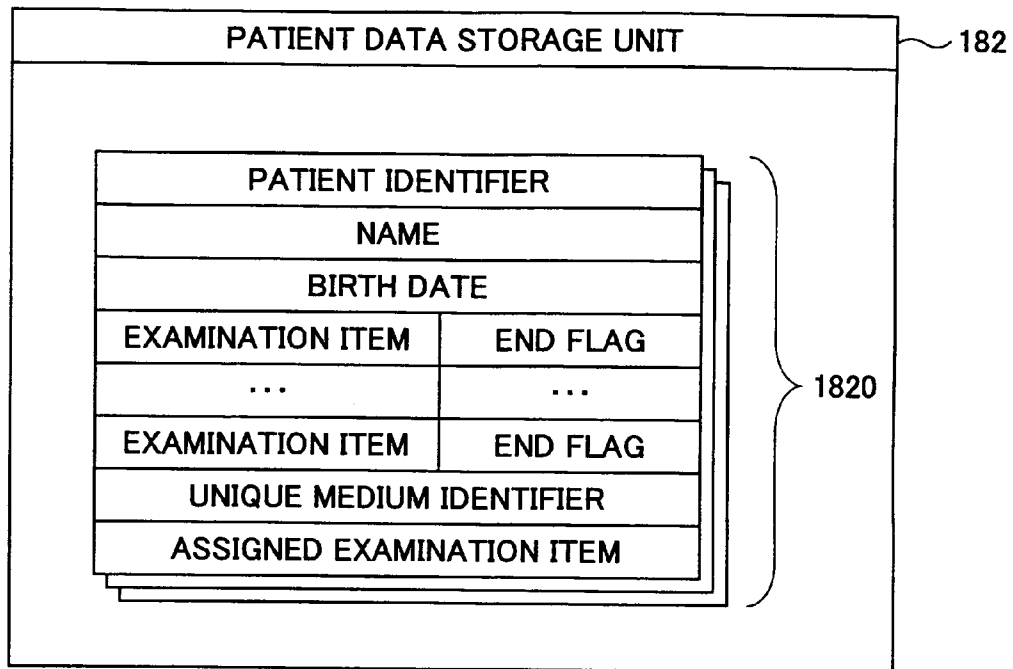 PATIENT DATA STORAGE UNIT
182
PATIENT IDENTIFIER
NAME
BIRTH DATE
EXAMINATION ITEM END FLAG
... ...
1820
EXAMINATION ITEM END FLAG
UNIQUE MEDIUM IDENTIFIER
ASSIGNED EXAMINATION ITEM